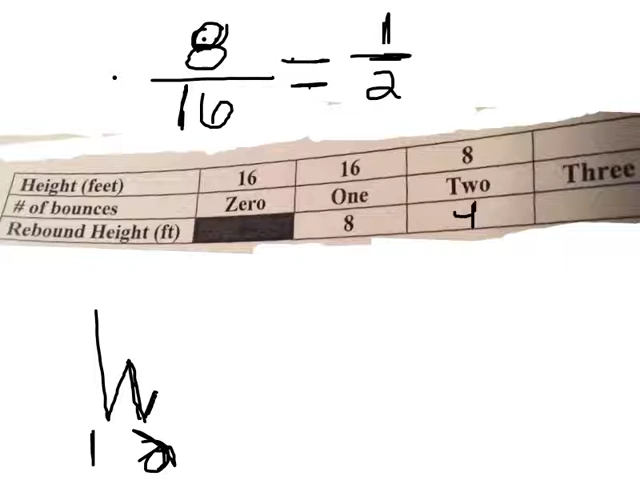 8
16 = 1
2
Height (feet) 16 16 8
# of bounces Zero One Two Three
Rebound Height (ft) 8 4
1